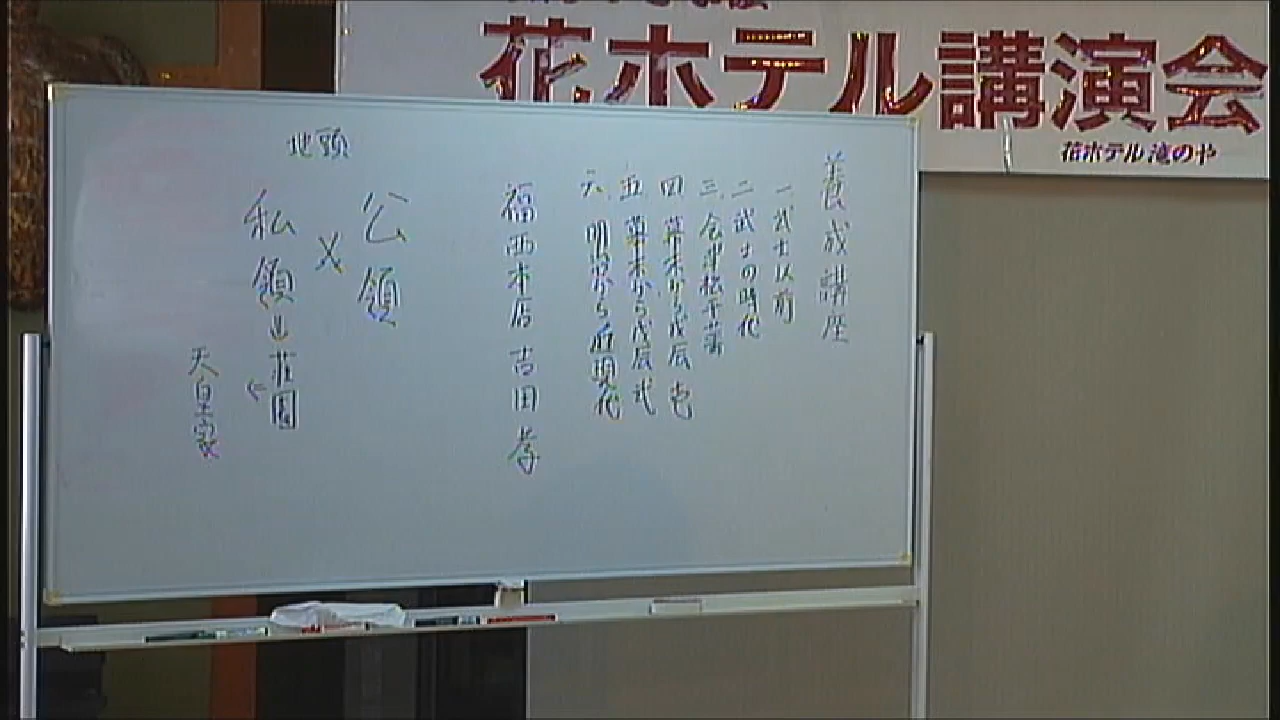 花ホテル講演会
花ホテル 滝のや
養成講座
一、武士以前
二、武士の時代
三、会津松平藩
四、幕末から戊辰 壱
五、幕末から戊辰 弐
六、明治から近現代
福西本店 吉田 孝
地頭
公領
×
私領
荘園
天皇家